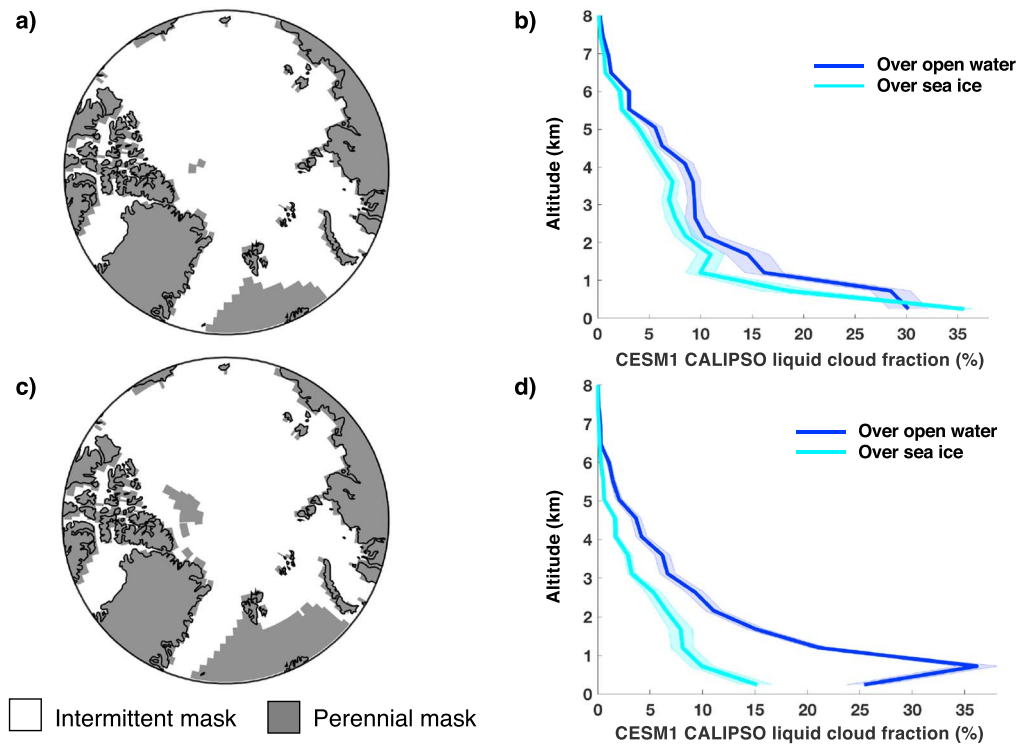 a)
b)
8
7
6
5
4
3
2
1
0
Altitude (km)
Over open water
Over sea ice
0 5 10 15 20 25 30 35
CESM1 CALIPSO liquid cloud fraction (%)
c)
d)
8
7
6
5
4
3
2
1
0
Altitude (km)
Over open water
Over sea ice
0 5 10 15 20 25 30 35
CESM1 CALIPSO liquid cloud fraction (%)
Intermittent mask
Perennial mask